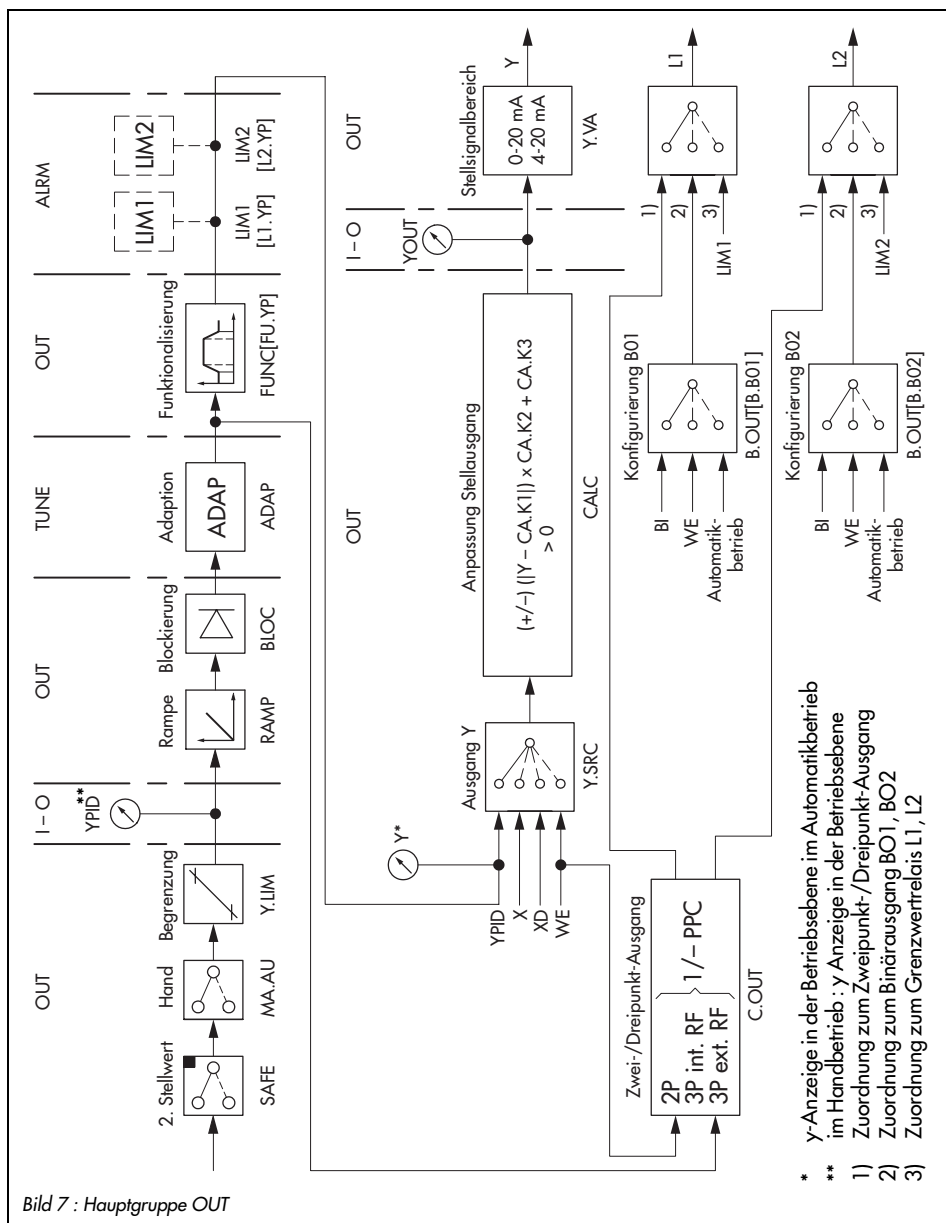 OUT
I – O
OUT
TUNE
OUT
ALRM
2. Stellwert
SAFE
Hand
MA.AU
Begrenzung
Y.LIM
YPID
**
Rampe
RAMP
Blockierung
BLOC
Adaption
ADAP
ADAP
Funktionalisierung
FUNC[FU.YP]
LIM1
LIM1
[L1.YP]
LIM2
LIM2
[L2.YP]
OUT
I – O
OUT
Y*
YPID
X
XD
WE
Ausgang Y
Y.SRC
Anpassung Stellausgang
(+/–) (|Y – CA.K1|) x CA.K2 + CA.K3
> 0
CALC
YOUT
Stellsignalbereich
0-20 mA
4-20 mA
Y.VA
Y
Zwei-/Dreipunkt-Ausgang
2P
3P int. RF
3P ext. RF
1/– PPC
C.OUT
BI
WE
Automatik-
betrieb
Konfigurierung B01
B.OUT[B.B01]
1)
2)
3)
LIM1
L1
BI
WE
Automatik-
betrieb
Konfigurierung B02
B.OUT[B.B02]
1)
2)
3)
LIM2
L2
* y-Anzeige in der Betriebsebene im Automatikbetrieb
** im Handbetrieb : y Anzeige in der Betriebsebene
1) Zuordnung zum Zweipunkt-/Dreipunkt-Ausgang
2) Zuordnung zum Binärausgang BO1, BO2
3) Zuordnung zum Grenzwertrelais L1, L2
Bild 7 : Hauptgruppe OUT